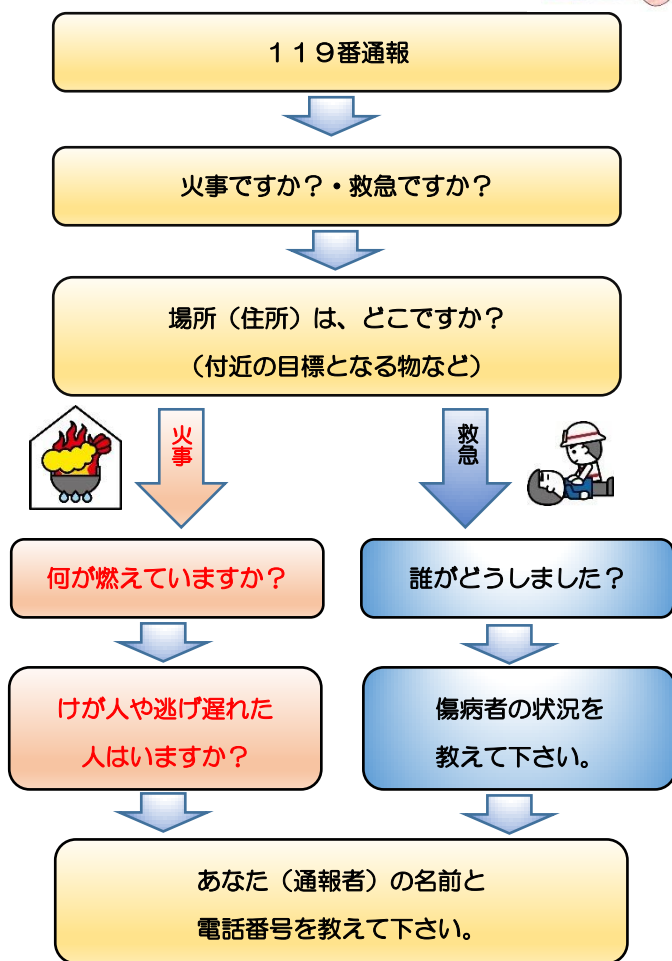 １１９番通報
火事ですか？・救急ですか？
場所（住所）は、どこですか？
（付近の目標となる物など）
火事
救急
何が燃えていますか？
誰がどうしました？
けが人や逃げ遅れた
人はいますか？
傷病者の状況を
教えて下さい。
あなた（通報者）の名前と
電話番号を教えて下さい。